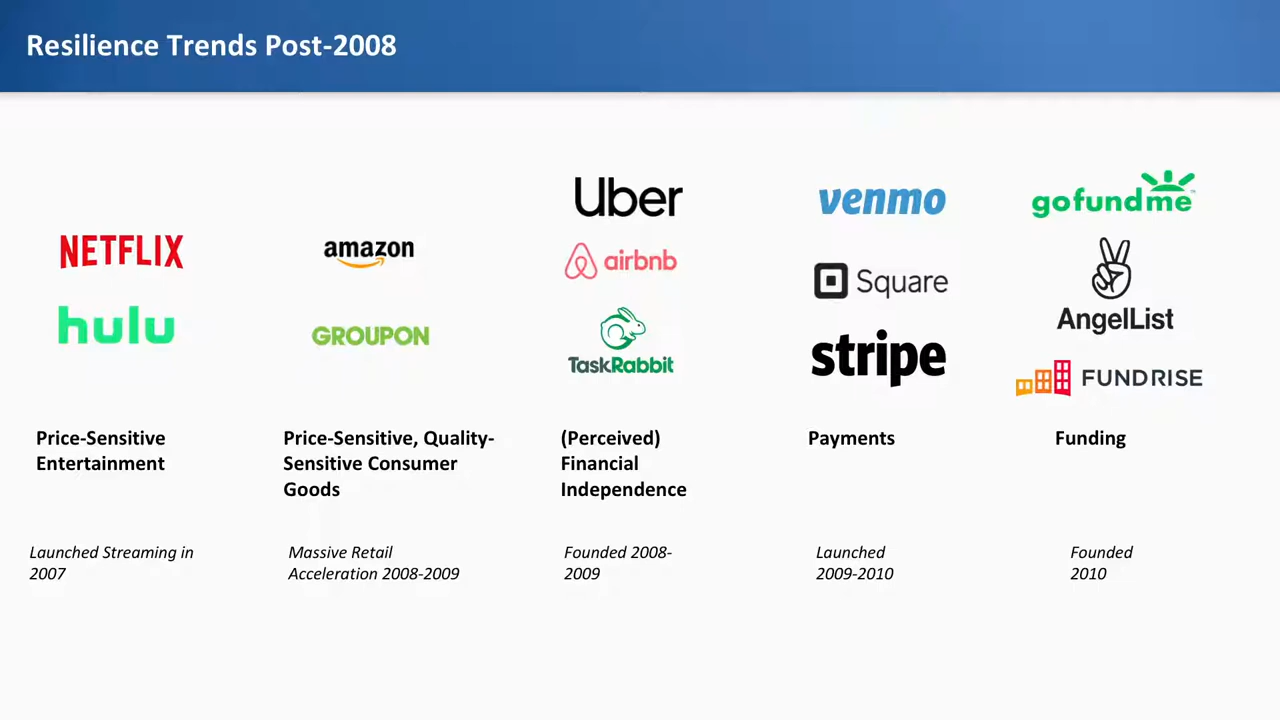 Resilience Trends Post-2008
NETFLIX
hulu
amazon
GROUPON
Uber
airbnb
TaskRabbit
venmo
Square
stripe
gofundme
AngelList
FUNDRISE
Price-Sensitive
Entertainment
Price-Sensitive, Quality-
Sensitive Consumer
Goods
(Perceived)
Financial
Independence
Payments
Funding
Launched Streaming in
2007
Massive Retail
Acceleration 2008-2009
Founded 2008-
2009
Launched
2009-2010
Founded
2010